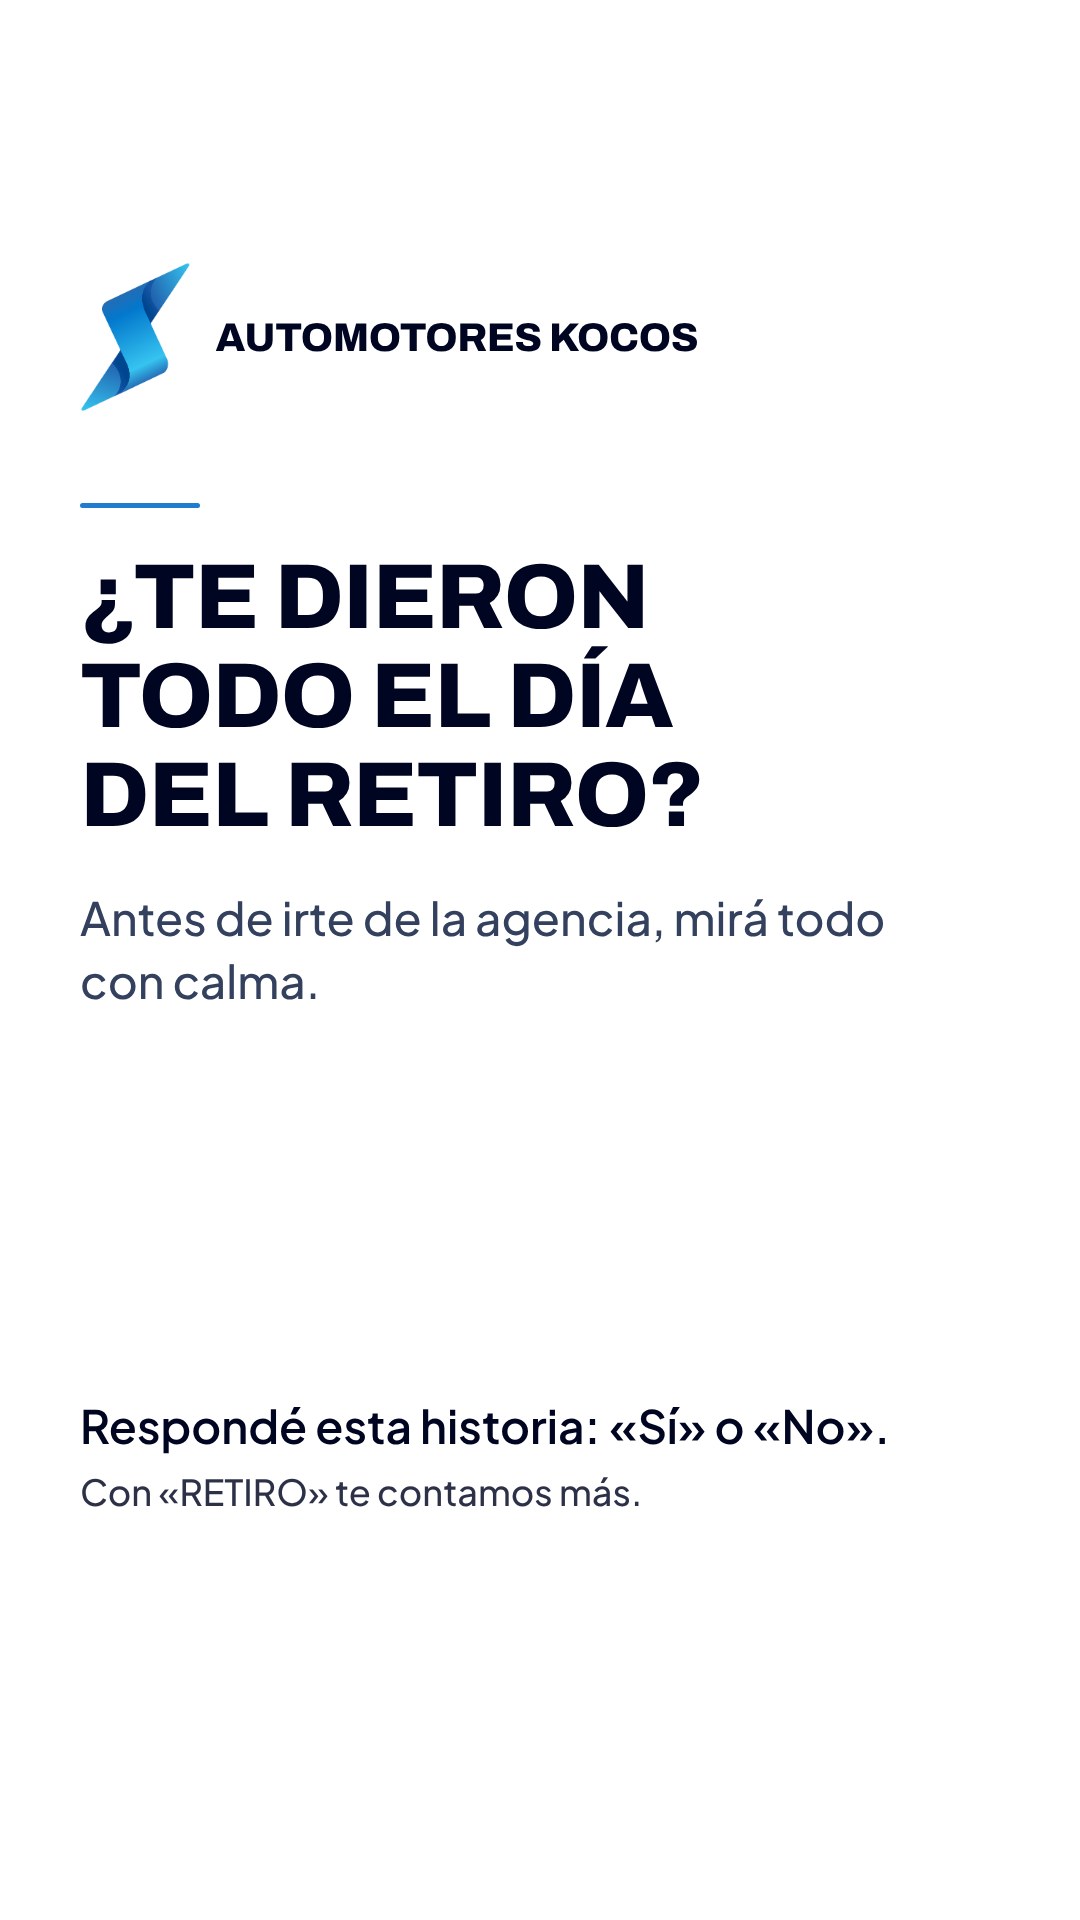 AUTOMOTORES KOCOS
¿TE DIERON
TODO EL DÍA
DEL RETIRO?
Antes de irte de la agencia, mirá todo
con calma.
Respondé esta historia: «Sí» o «No».
Con «RETIRO» te contamos más.